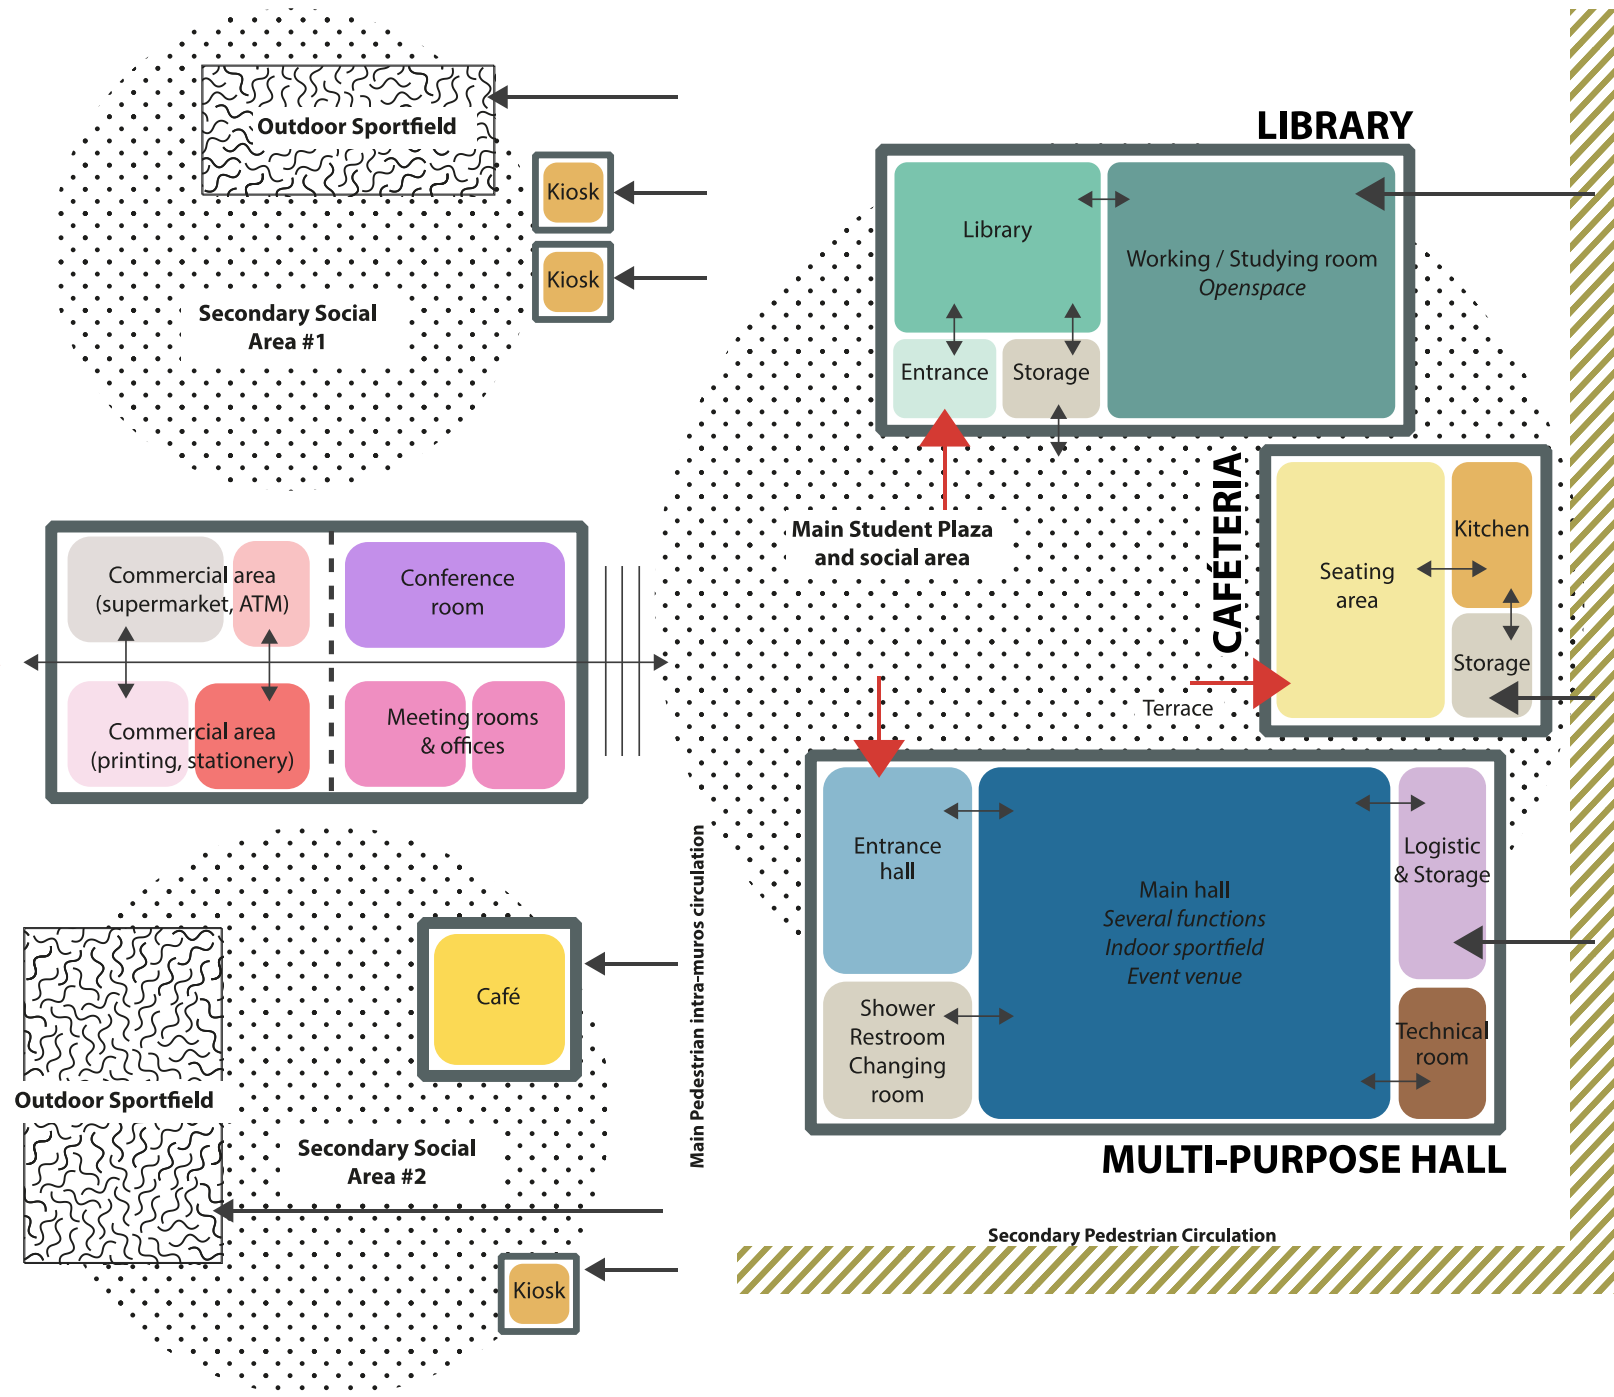 Outdoor Sportfield
Kiosk
Kiosk
Secondary Social
Area #1
LIBRARY
Library
Working / Studying room
Openspace
Entrance
Storage
Main Student Plaza
and social area
CAFÉTERIA
Seating
area
Kitchen
Storage
Terrace
Commercial area
(supermarket, ATM)
Conference
room
Commercial area
(printing, stationery)
Meeting rooms
& offices
Main Pedestrian intra-muros circulation
Entrance
hall
Main hall
Several functions
Indoor sportfield
Event venue
Logistic
& Storage
Shower
Restroom
Changing
room
Technical
room
MULTI-PURPOSE HALL
Café
Outdoor Sportfield
Secondary Social
Area #2
Kiosk
Secondary Pedestrian Circulation